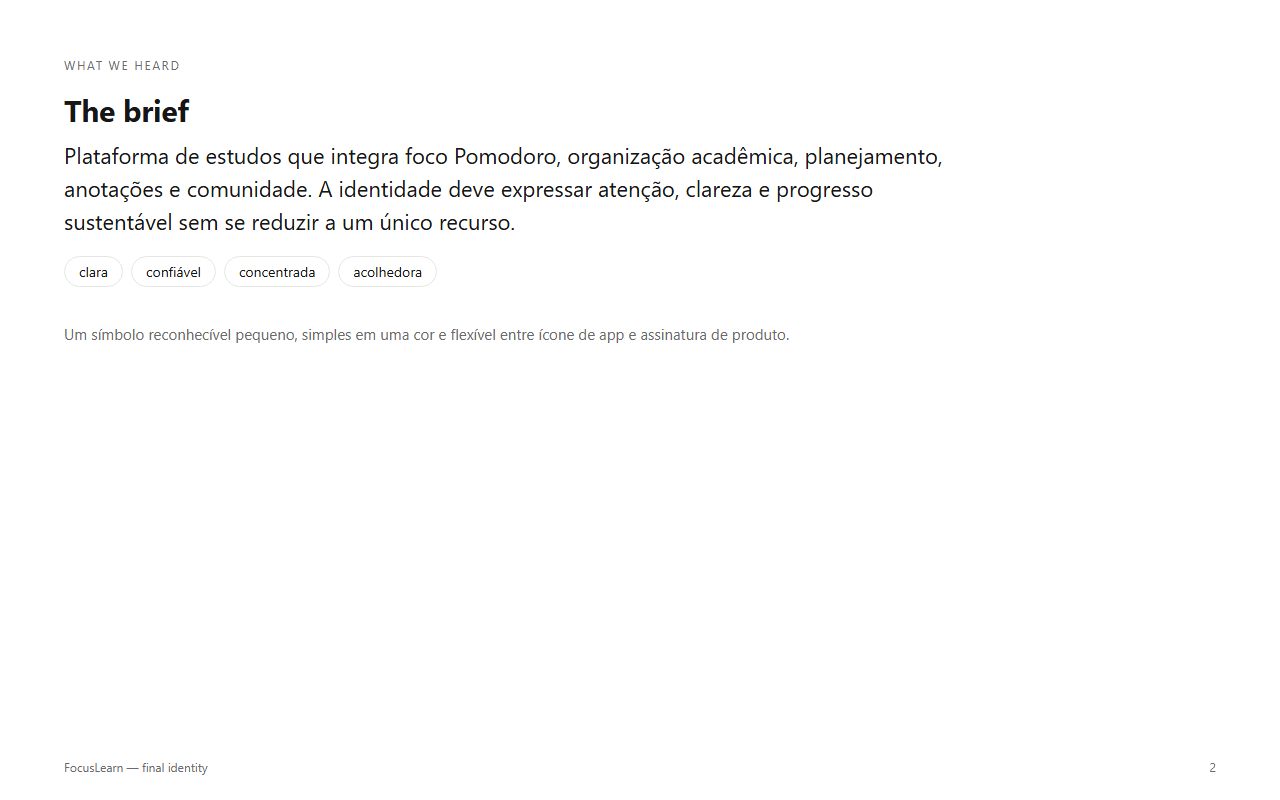 WHAT WE HEARD
The brief
Plataforma de estudos que integra foco Pomodoro, organização acadêmica, planejamento,
anotações e comunidade. A identidade deve expressar atenção, clareza e progresso
sustentável sem se reduzir a um único recurso.
clara
confiável
concentrada
acolhedora
Um símbolo reconhecível pequeno, simples em uma cor e flexível entre ícone de app e assinatura de produto.
FocusLearn — final identity
2